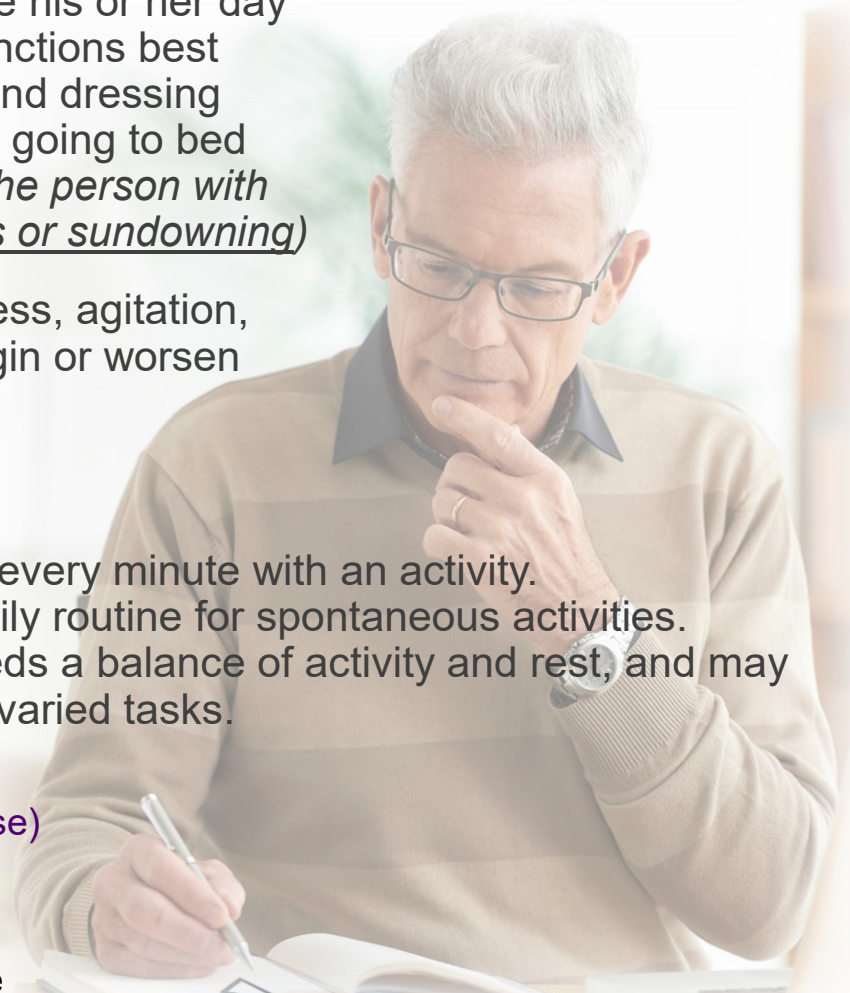 e his or her day
nctions best
nd dressing
going to bed
he person with
s or sundowning)
ess, agitation,
gin or worsen
every minute with an activity.
ily routine for spontaneous activities.
eds a balance of activity and rest, and may
varied tasks.
se)
e